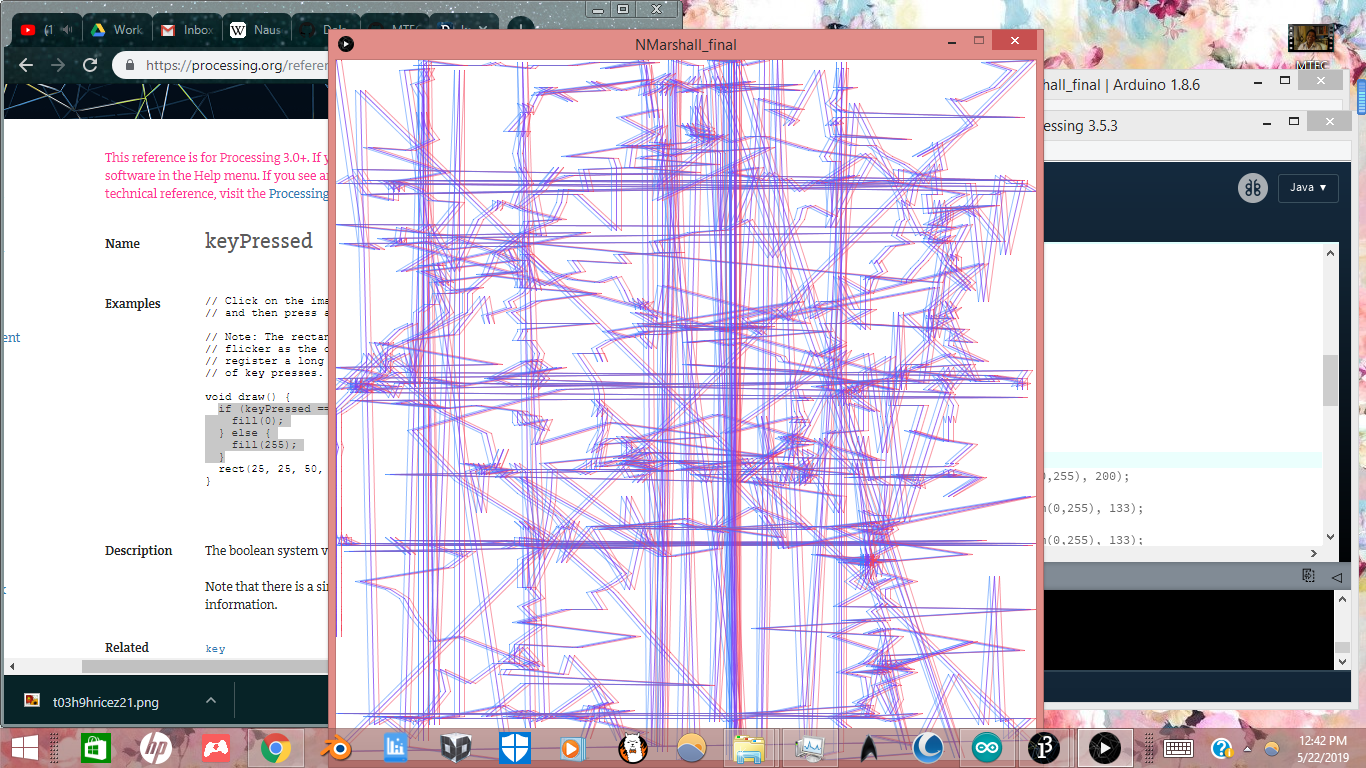 (1
Work
Inbo
Naus
NMarshall_final
https://processing.org/refere
MTEC
all_final | Arduino 1.8.6
essing 3.5.3
Java ▼
This reference is for Processing 3.0+. If
software in the Help menu. If you see a
technical reference, visit the Processing
Name
keyPressed
Examples
// Click on the ima
// and then press a
// Note: The rectan
// flicker as the
// register a long
// of key presses.
void draw() {
if (keyPressed ==
fill(0);
} else {
fill(255);
}
rect(25, 25, 50,
}
ent
,255), 200);
(0,255), 133);
(0,255), 133);
Description
The boolean system v
Note that there is a si
information.
Related
key
t03h9hricez21.png
12:42 PM
5/22/2019